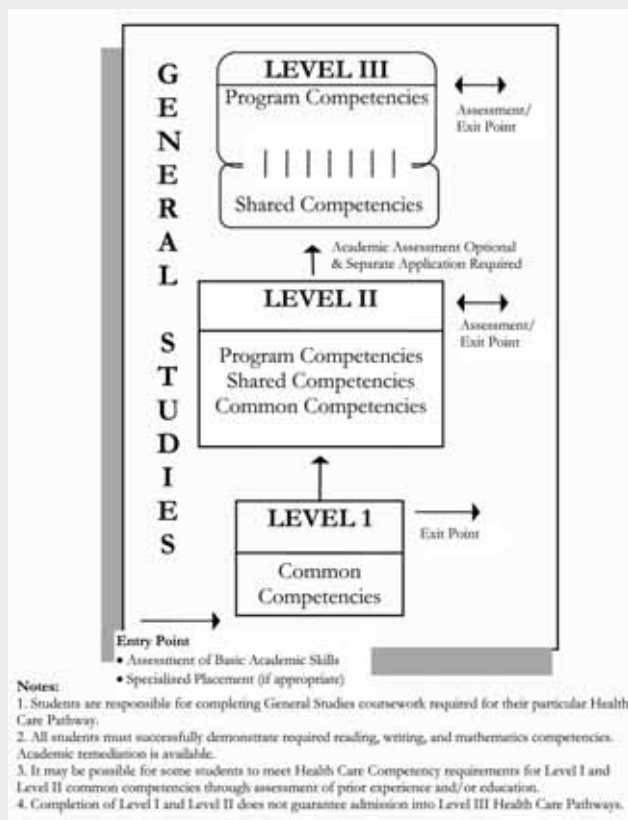 GENERAL STUDIES
LEVEL III
Program Competencies
Shared Competencies
Assessment/
Exit Point
Academic Assessment Optional
& Separate Application Required
LEVEL II
Program Competencies
Shared Competencies
Common Competencies
Assessment/
Exit Point
LEVEL 1
Common
Competencies
Exit Point
Entry Point
• Assessment of Basic Academic Skills
• Specialized Placement (if appropriate)
Notes:
1. Students are responsible for completing General Studies coursework required for their particular Health
Care Pathway.
2. All students must successfully demonstrate required reading, writing, and mathematics competencies.
Academic remediation is available.
3. It may be possible for some students to meet Health Care Competency requirements for Level I and
Level II common competencies through assessment of prior experience and/or education.
4. Completion of Level I and Level II does not guarantee admission into Level III Health Care Pathways.